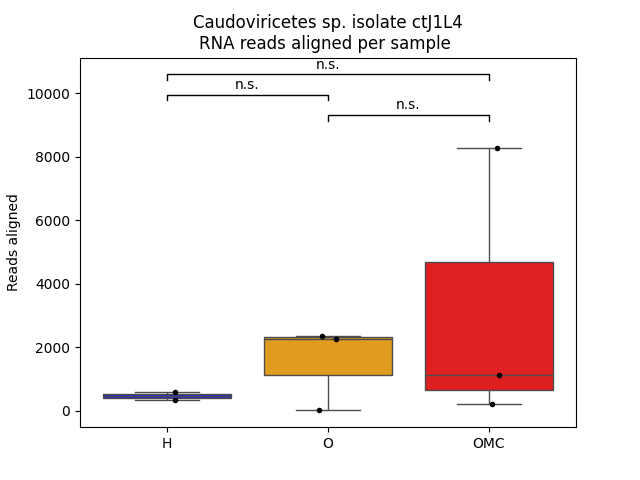 Caudoviricetes sp. isolate ctJ1L4
RNA reads aligned per sample
n.s.
n.s.
n.s.
10000
8000
6000
4000
2000
0
Reads aligned
H
O
OMC